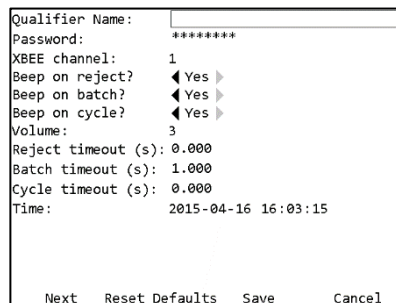 Qualifier Name:
Password: ********
XBEE channel: 1
Beep on reject? Yes
Beep on batch? Yes
Beep on cycle? Yes
Volume: 3
Reject timeout (s): 0.000
Batch timeout (s): 1.000
Cycle timeout (s): 0.000
Time: 2015-04-16 16:03:15
Next Reset Defaults Save Cancel